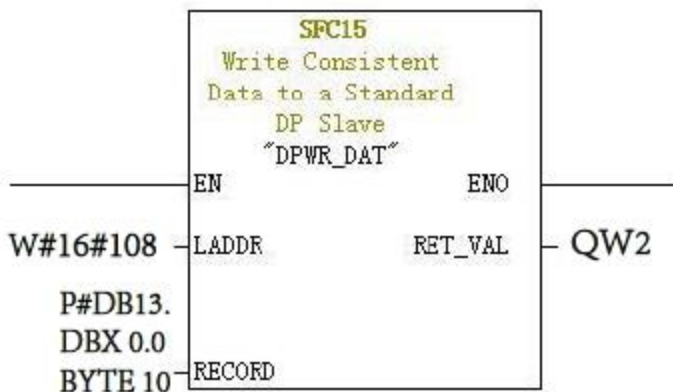 SFC15
Write Consistent
Data to a Standard
DP Slave
"DPWR_DAT"
EN ENO
W#16#108 LADDR RET_VAL QW2
P#DB13.
DBX 0.0
BYTE 10 RECORD